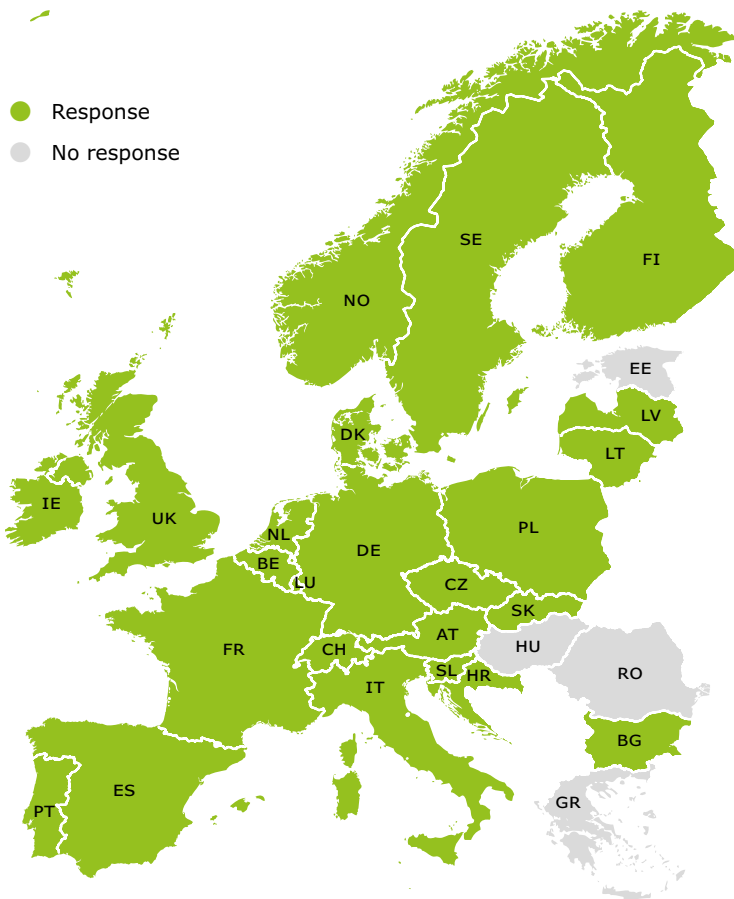 Response
No response
SE
FI
NO
EE
LV
DK
LT
IE
UK
PL
NL
DE
BE
LU
CZ
SK
AT
HU
FR
CH
SL
HR
RO
IT
BG
ES
GR
PT